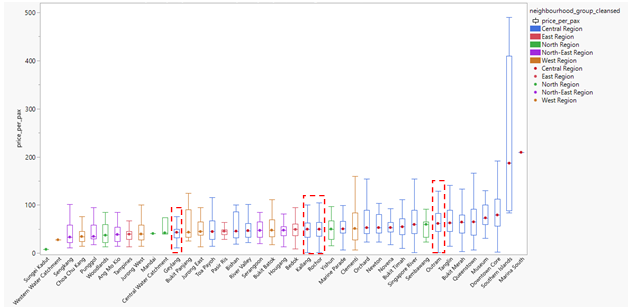 neighbourhood_group_cleansed
price_per_pax
Central Region
East Region
North Region
North-East Region
West Region
Central Region
East Region
North Region
North-East Region
West Region
500
400
300
200
100
0
price_per_pax
Sungei Kadut
Western Water Catchment
Sengkang
Choa Chu Kang
Punggol
Woodlands
Ang Mo Kio
Tampines
Jurong West
Mandai
Central Water Catchment
Geylang
Bukit Panjang
Jurong East
Toa Payoh
Pasir Ris
Bishan
River Valley
Serangoon
Bukit Batok
Hougang
Bedok
Kallang
Rochor
Yishun
Marine Parade
Clementi
Orchard
Newton
Novena
Bukit Timah
Singapore River
Sembawang
Outram
Tanglin
Bukit Merah
Queenstown
Museum
Downtown Core
Southern Islands
Marina South